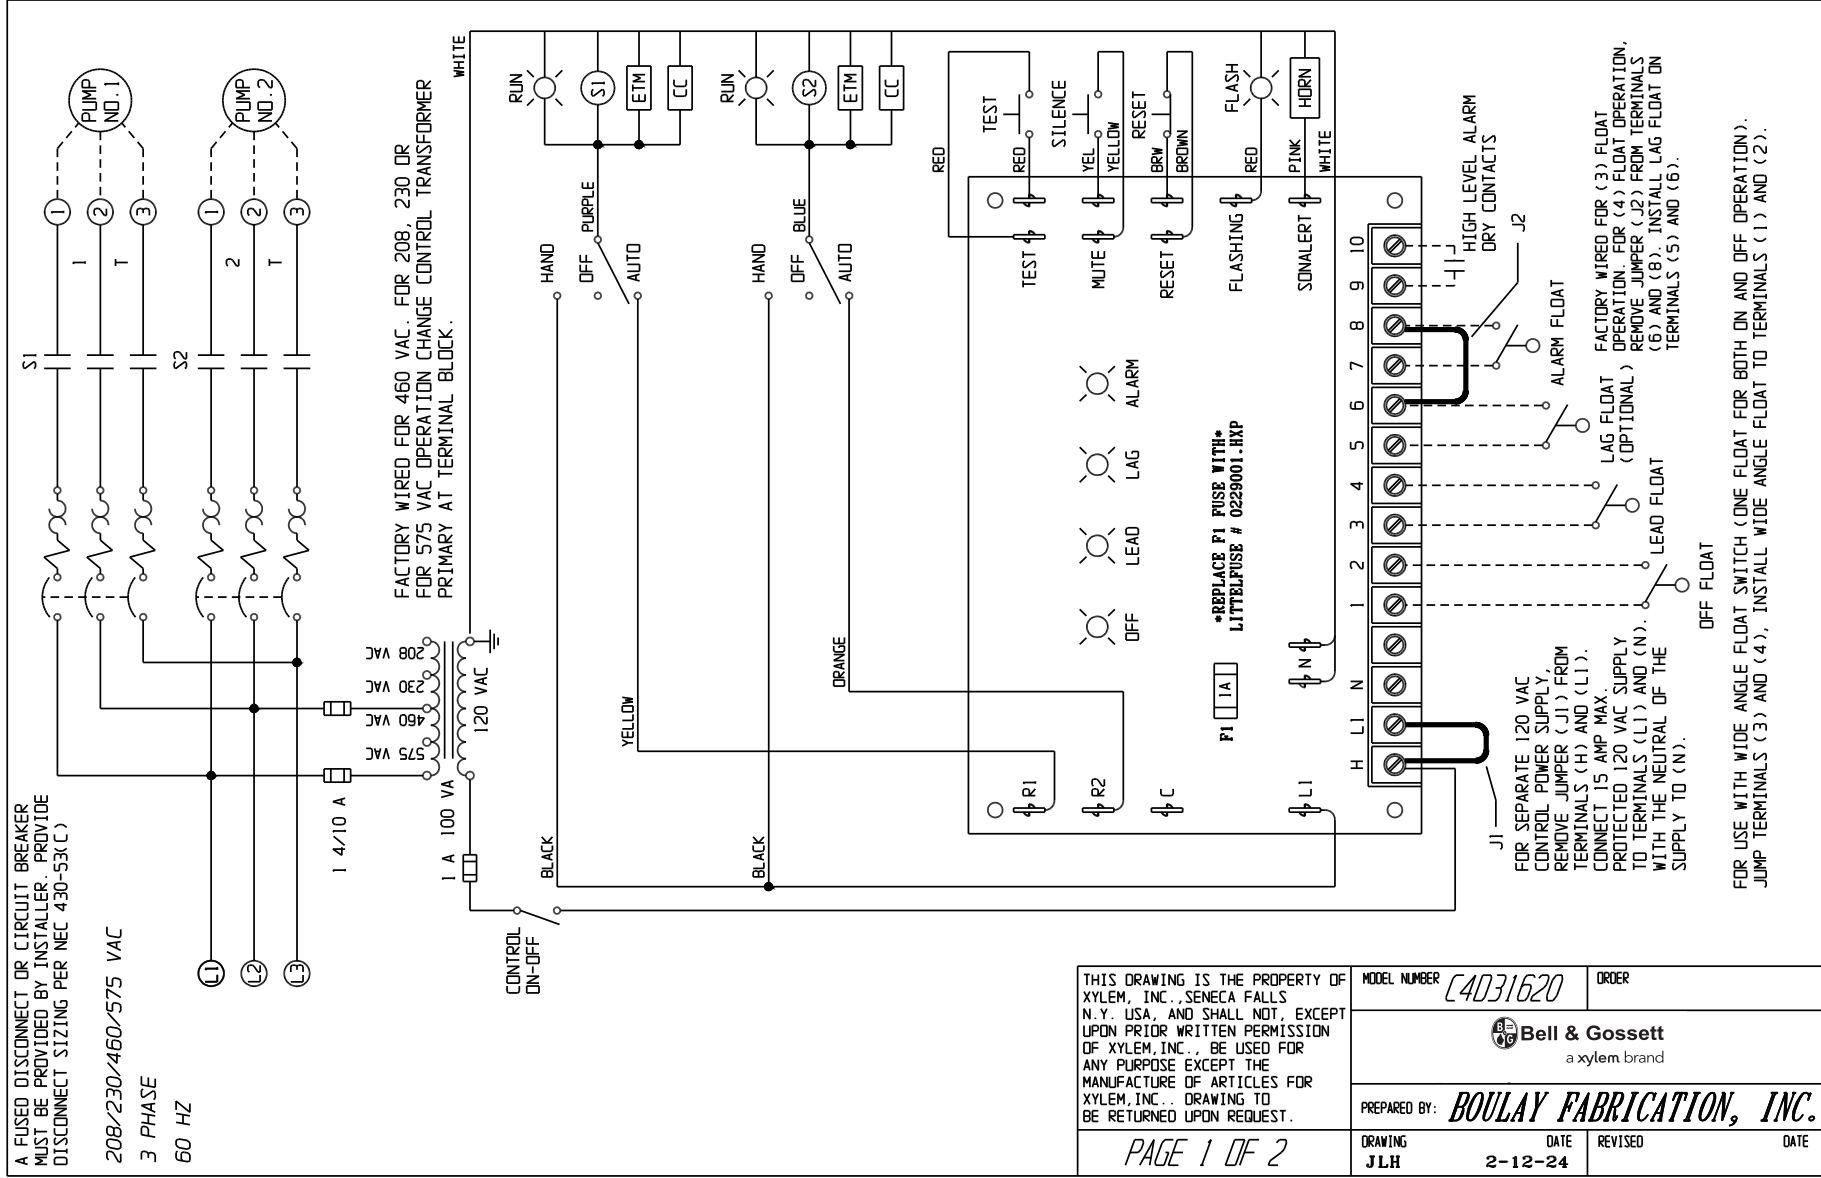 A FUSED DISCONNECT OR CIRCUIT BREAKER
MUST BE PROVIDED BY INSTALLER. PROVIDE
DISCONNECT SIZING PER NEC 430-53(C)
208/230/460/575 VAC
3 PHASE
60 HZ
L1
L2
L3
PUMP
NO.1
PUMP
NO.2
1
2
3
1
2
3
1
T
2
T
S1
S2
FACTORY WIRED FOR 460 VAC. FOR 208, 230 OR
FOR 575 VAC OPERATION CHANGE CONTROL TRANSFORMER
PRIMARY AT TERMINAL BLOCK.
208 VAC
230 VAC
460 VAC
575 VAC
120 VAC
1 4/10 A
1 A
100 VA
WHITE
CONTROL
ON-OFF
RUN
S1
ETM
CC
RUN
S2
ETM
CC
PURPLE
HAND
OFF
AUTO
BLUE
HAND
OFF
AUTO
YELLOW
ORANGE
BLACK
BLACK
RED
RED
TEST
SILENCE
YEL
YELLOW
RESET
BRW
BROWN
FLASH
RED
HORN
PINK
WHITE
TEST
MUTE
RESET
FLASHING
SONALERT
ALARM
LAG
LEAD
OFF
*REPLACE F1 FUSE WITH*
LITTELFUSE # 0229001.HXP
F1
1A
N
R1
R2
C
L1
10
9
8
7
6
5
4
3
2
1
N
L1
H
HIGH LEVEL ALARM
DRY CONTACTS
J2
ALARM FLOAT
LAG FLOAT
(OPTIONAL)
LEAD FLOAT
OFF FLOAT
J1
FACTORY WIRED FOR (3) FLOAT
OPERATION. FOR (4) FLOAT OPERATION,
REMOVE JUMPER (J2) FROM TERMINALS
(6) AND (8). INSTALL LAG FLOAT ON
TERMINALS (5) AND (6).
FOR SEPARATE 120 VAC
CONTROL POWER SUPPLY,
REMOVE JUMPER (J1) FROM
TERMINALS (H) AND (L1).
CONNECT 15 AMP MAX.
PROTECTED 120 VAC SUPPLY
TO TERMINALS (L1) AND (N).
WITH THE NEUTRAL OF THE
SUPPLY TO (N).
FOR USE WITH WIDE ANGLE FLOAT SWITCH (ONE FLOAT FOR BOTH ON AND OFF OPERATION).
JUMP TERMINALS (3) AND (4), INSTALL WIDE ANGLE FLOAT TO TERMINALS (1) AND (2).
THIS DRAWING IS THE PROPERTY OF
XYLEM, INC.,SENECA FALLS
N.Y. USA, AND SHALL NOT, EXCEPT
UPON PRIOR WRITTEN PERMISSION
OF XYLEM,INC., BE USED FOR
ANY PURPOSE EXCEPT THE
MANUFACTURE OF ARTICLES FOR
XYLEM,INC.. DRAWING TO
BE RETURNED UPON REQUEST.
PAGE 1 OF 2
MODEL NUMBER C4D31620
ORDER
B G
Bell & Gossett
a xylem brand
PREPARED BY: BOULAY FABRICATION, INC.
DRAWING DATE
JLH 2-12-24
REVISED DATE